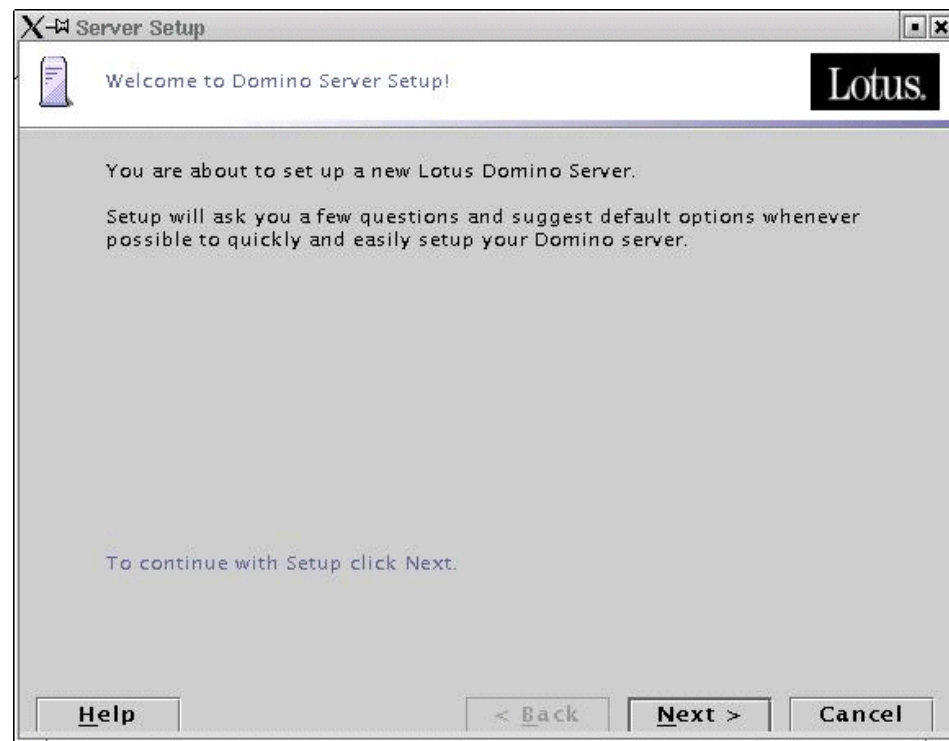 Server Setup
Welcome to Domino Server Setup!
Lotus.
You are about to set up a new Lotus Domino Server.
Setup will ask you a few questions and suggest default options whenever
possible to quickly and easily setup your Domino server.
To continue with Setup click Next.
Help
< Back
Next >
Cancel